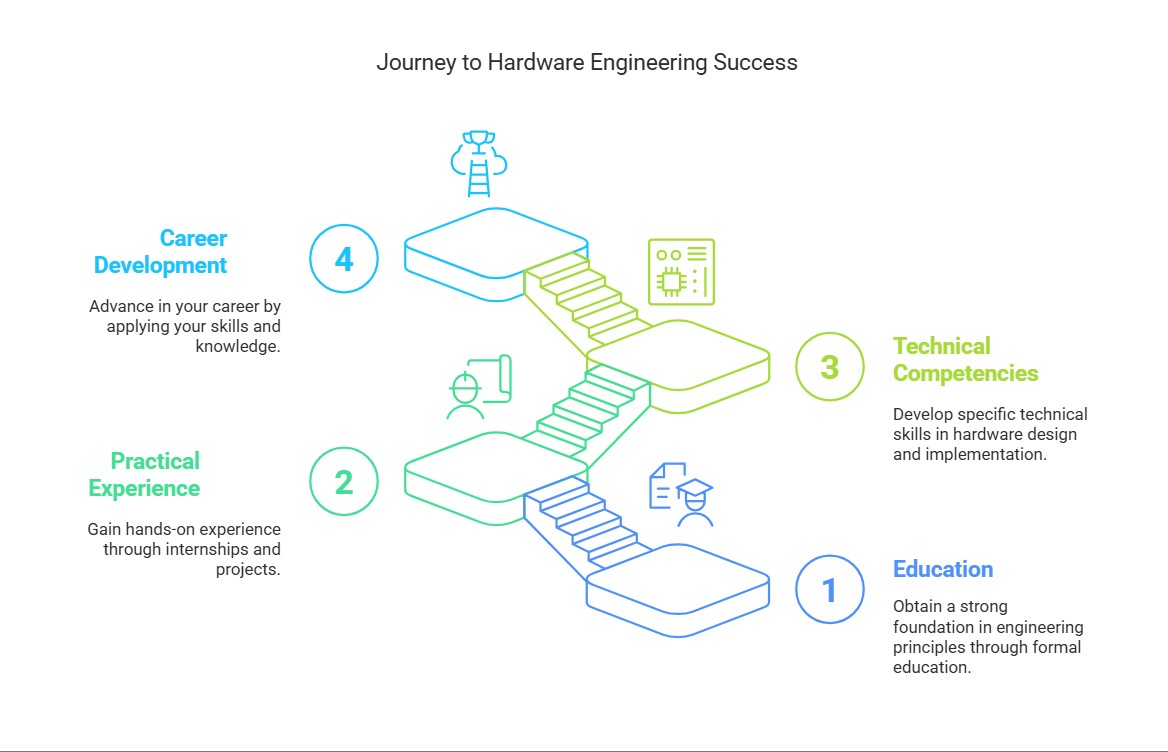 Journey to Hardware Engineering Success
4
Career
Development
Advance in your career by
applying your skills and
knowledge.
3
Technical
Competencies
Develop specific technical
skills in hardware design
and implementation.
2
Practical
Experience
Gain hands-on experience
through internships and
projects.
1
Education
Obtain a strong
foundation in engineering
principles through formal
education.